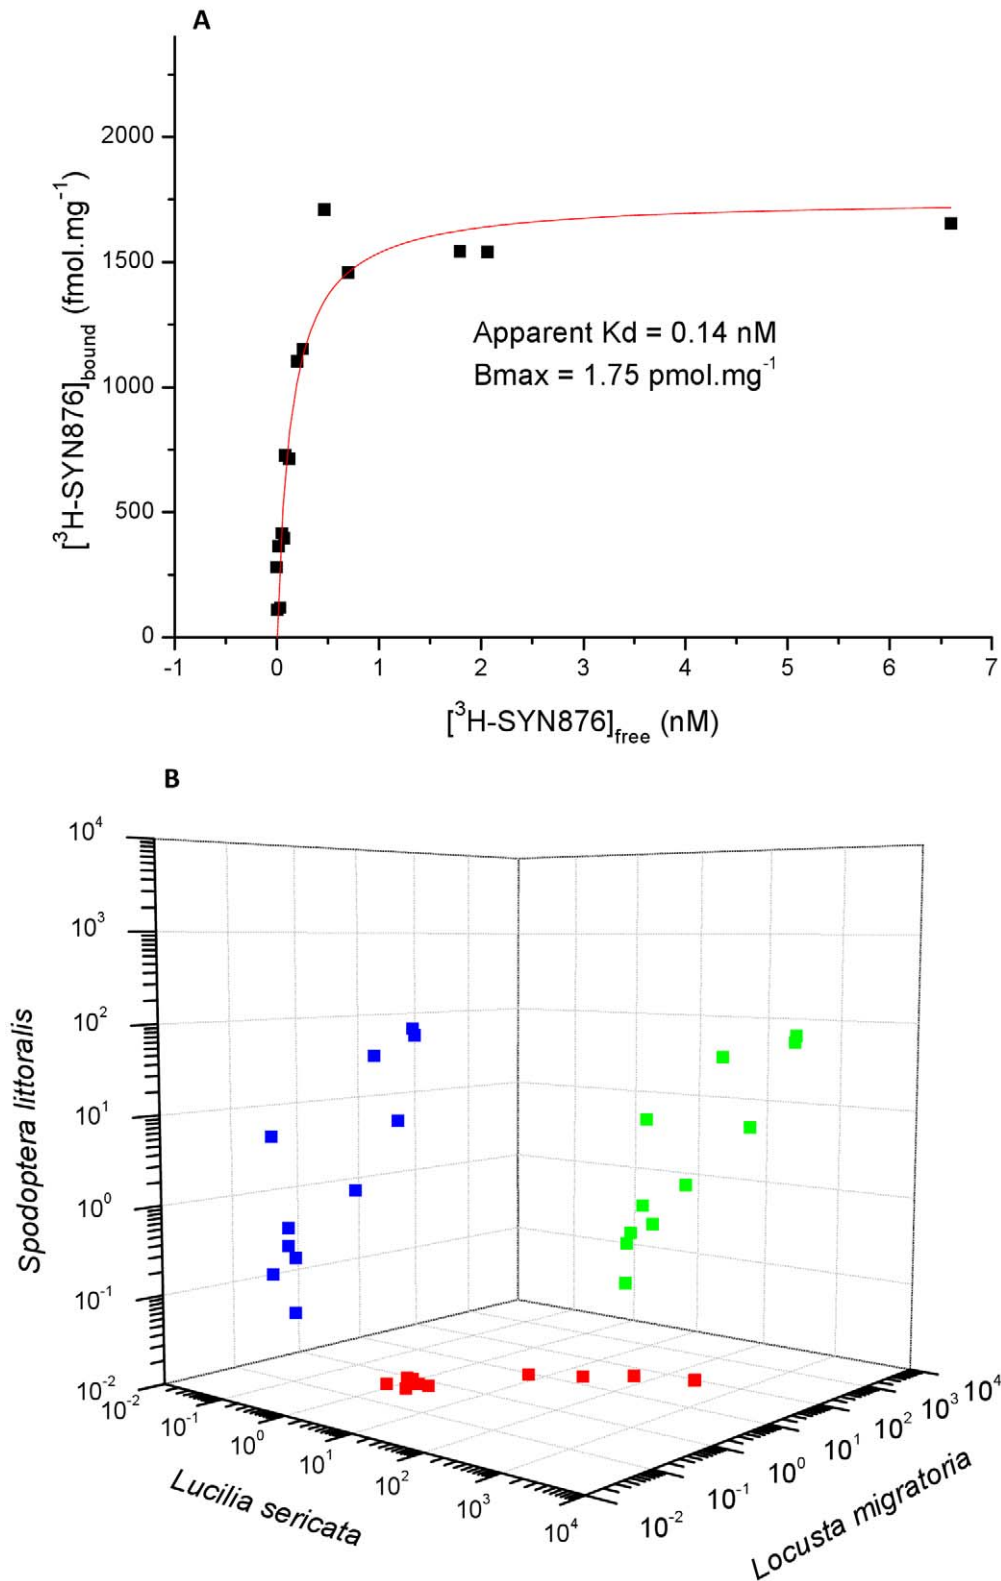 A
[³H-SYN876]bound (fmol.mg⁻¹)
2000
1500
1000
500
0
Apparent Kd = 0.14 nM
Bmax = 1.75 pmol.mg⁻¹
-1 0 1 2 3 4 5 6 7
[³H-SYN876]free (nM)
B
Spodoptera littoralis
10⁴
10³
10²
10¹
10⁰
10⁻¹
10⁻²
10⁻² 10⁻¹ 10⁰ 10¹ 10² 10³ 10⁴
Lucilia sericata
10⁻² 10⁻¹ 10⁰ 10¹ 10² 10³ 10⁴
Locusta migratoria